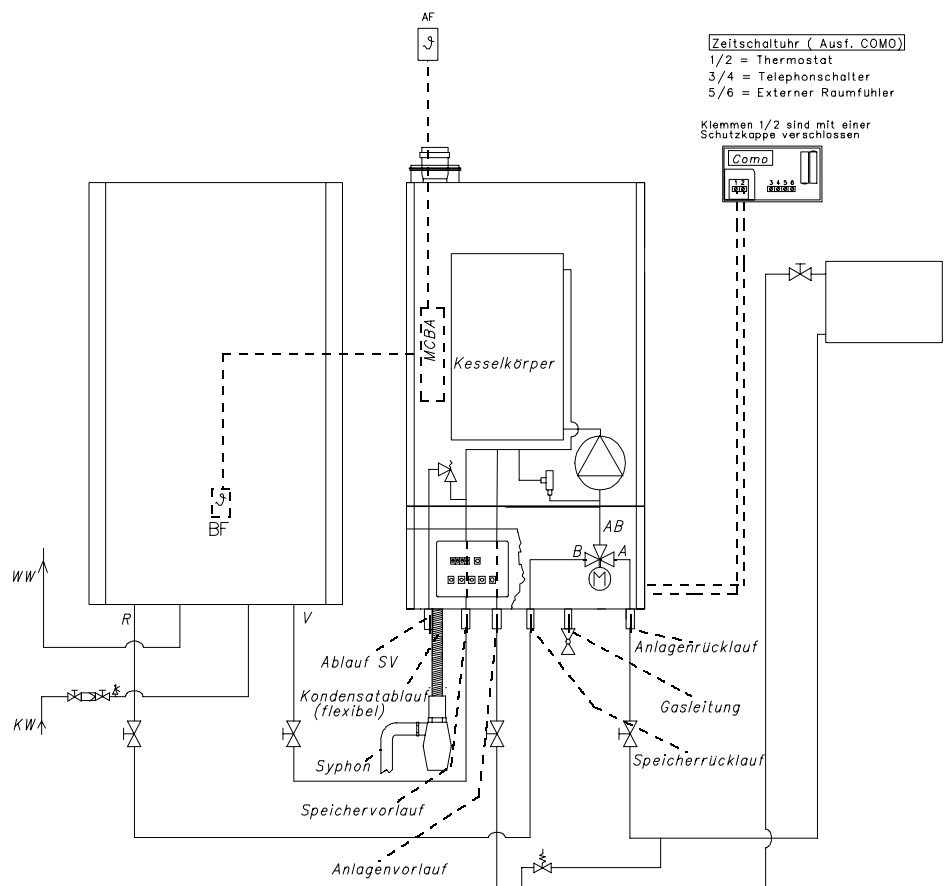 AF
ϑ
Zeitschaltuhr ( Ausf. COMO)
1/2 = Thermostat
3/4 = Telephonschalter
5/6 = Externer Raumfühler
Klemmen 1/2 sind mit einer
Schutzkappe verschlossen
Como
1 2
3 4 5 6
MCBA
Kesselkörper
ϑ
BF
AB
B
A
M
WW
R
V
KW
Ablauf SV
Anlagenrücklauf
Kondensatablauf
(flexibel)
Gasleitung
Syphon
Speicherrücklauf
Speichervorlauf
Anlagenvorlauf